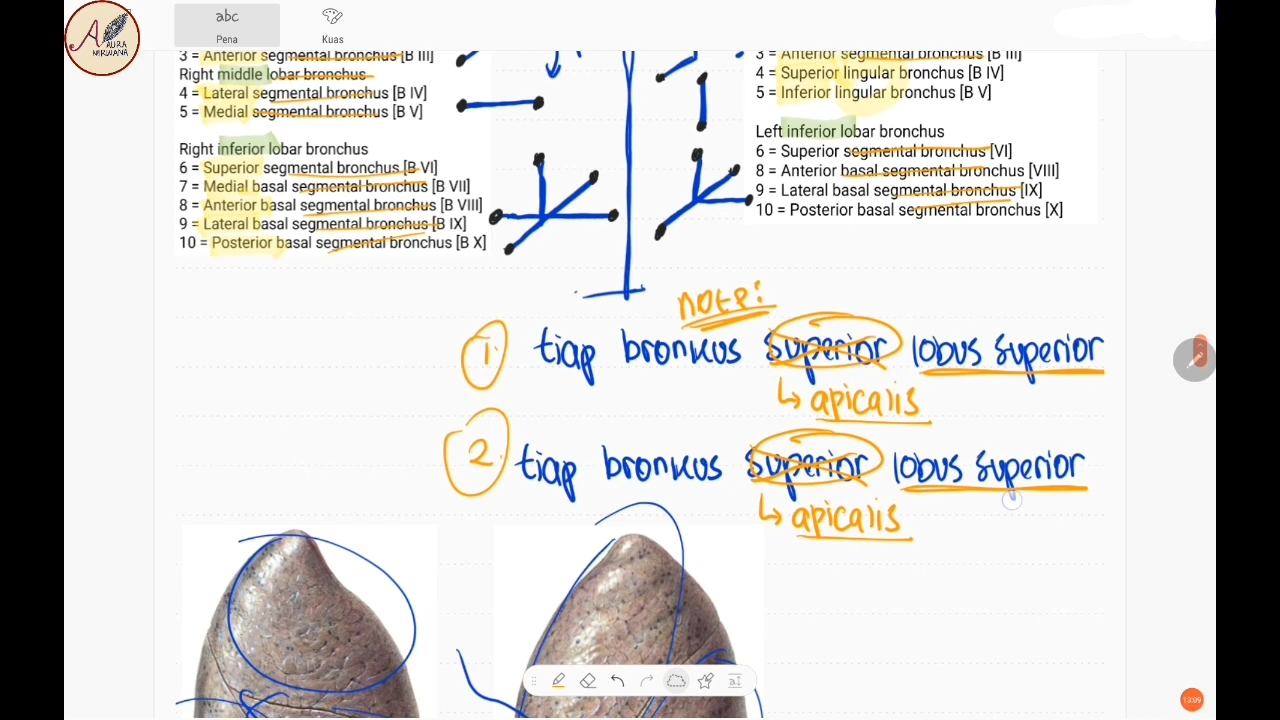 abc
Pena
Kuas
AURA
NIRWANA
3 = Anterior segmental bronchus [B III]
Right middle lobar bronchus
4 = Lateral segmental bronchus [B IV]
5 = Medial segmental bronchus [B V]
Right inferior lobar bronchus
6 = Superior segmental bronchus [B VI]
7 = Medial basal segmental bronchus [B VII]
8 = Anterior basal segmental bronchus [B VIII]
9 = Lateral basal segmental bronchus [B IX]
10 = Posterior basal segmental bronchus [B X]
3 = Anterior segmental bronchus [B III]
4 = Superior lingular bronchus [B IV]
5 = Inferior lingular bronchus [B V]
Left inferior lobar bronchus
6 = Superior segmental bronchus [VI]
8 = Anterior basal segmental bronchus [VIII]
9 = Lateral basal segmental bronchus [IX]
10 = Posterior basal segmental bronchus [X]
note:
1. tiap bronkus superior lobus superior
↳ apicalis
2. tiap bronkus superior lobus superior
↳ apicalis
13:09